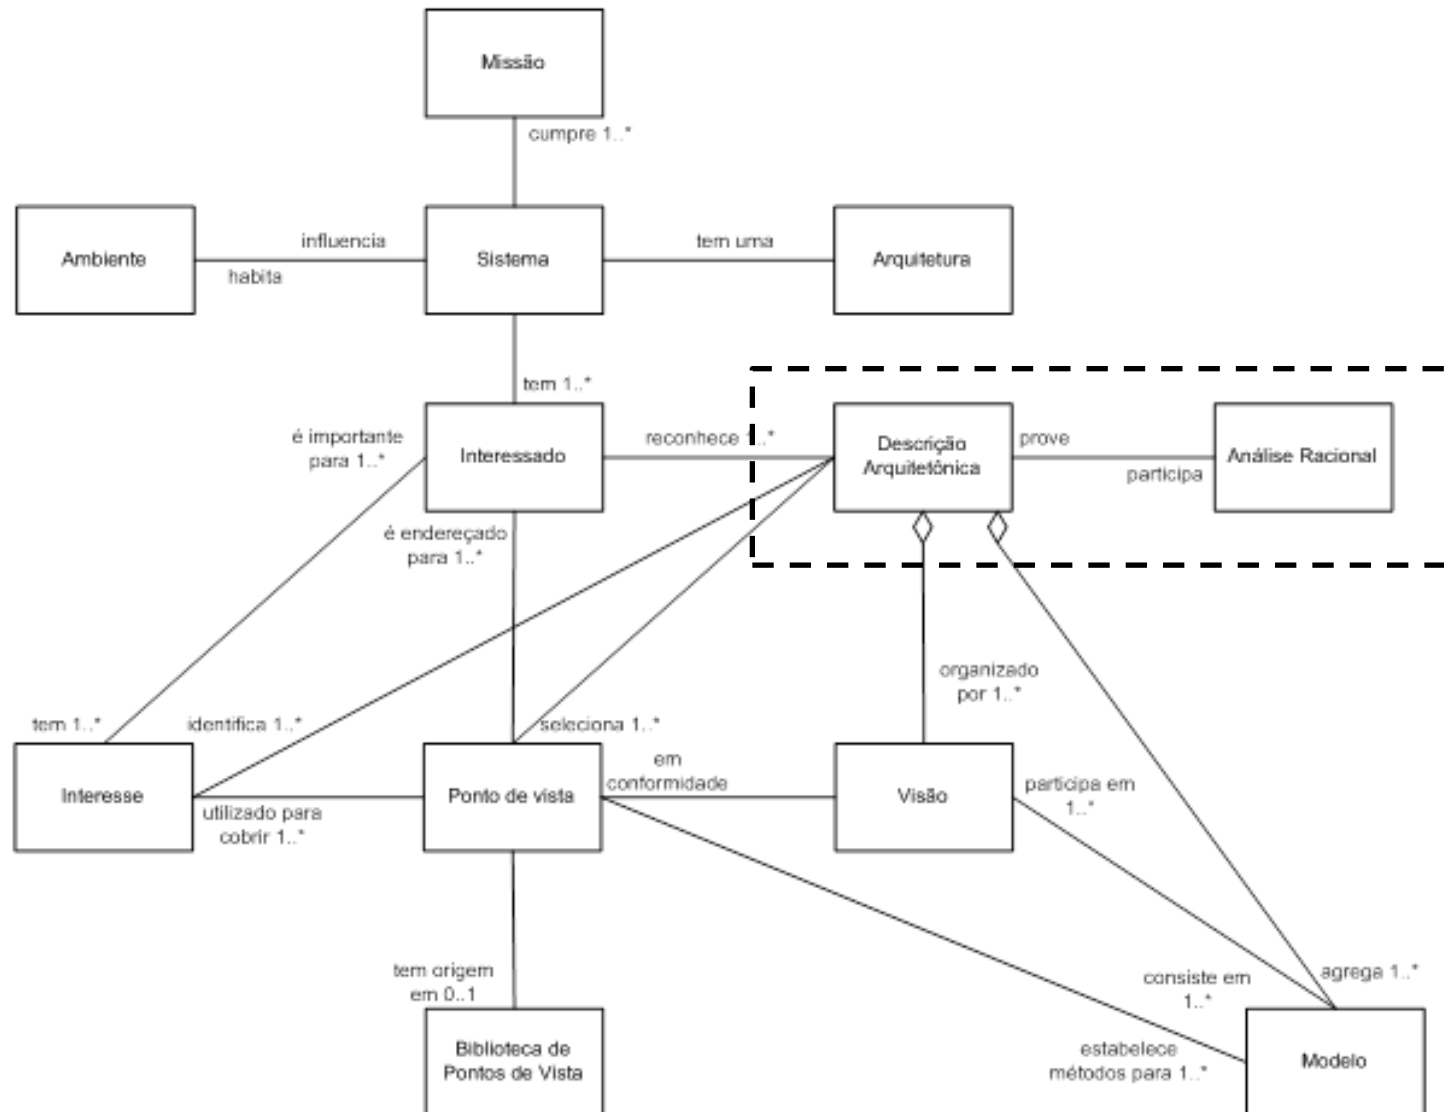 Missão
cumpre 1..*
Ambiente
influencia
habita
Sistema
tem uma
Arquitetura
tem 1..*
é importante
para 1..*
Interessado
reconhece 1..*
Descrição
Arquitetônica
prove
participa
Análise Racional
é endereçado
para 1..*
organizado
por 1..*
tem 1..*
identifica 1..*
seleciona 1..*
Interesse
utilizado para
cobrir 1..*
Ponto de vista
em
conformidade
Visão
participa em
1..*
tem origem
em 0..1
consiste em
1..*
agrega 1..*
Biblioteca de
Pontos de Vista
estabelece
métodos para 1..*
Modelo